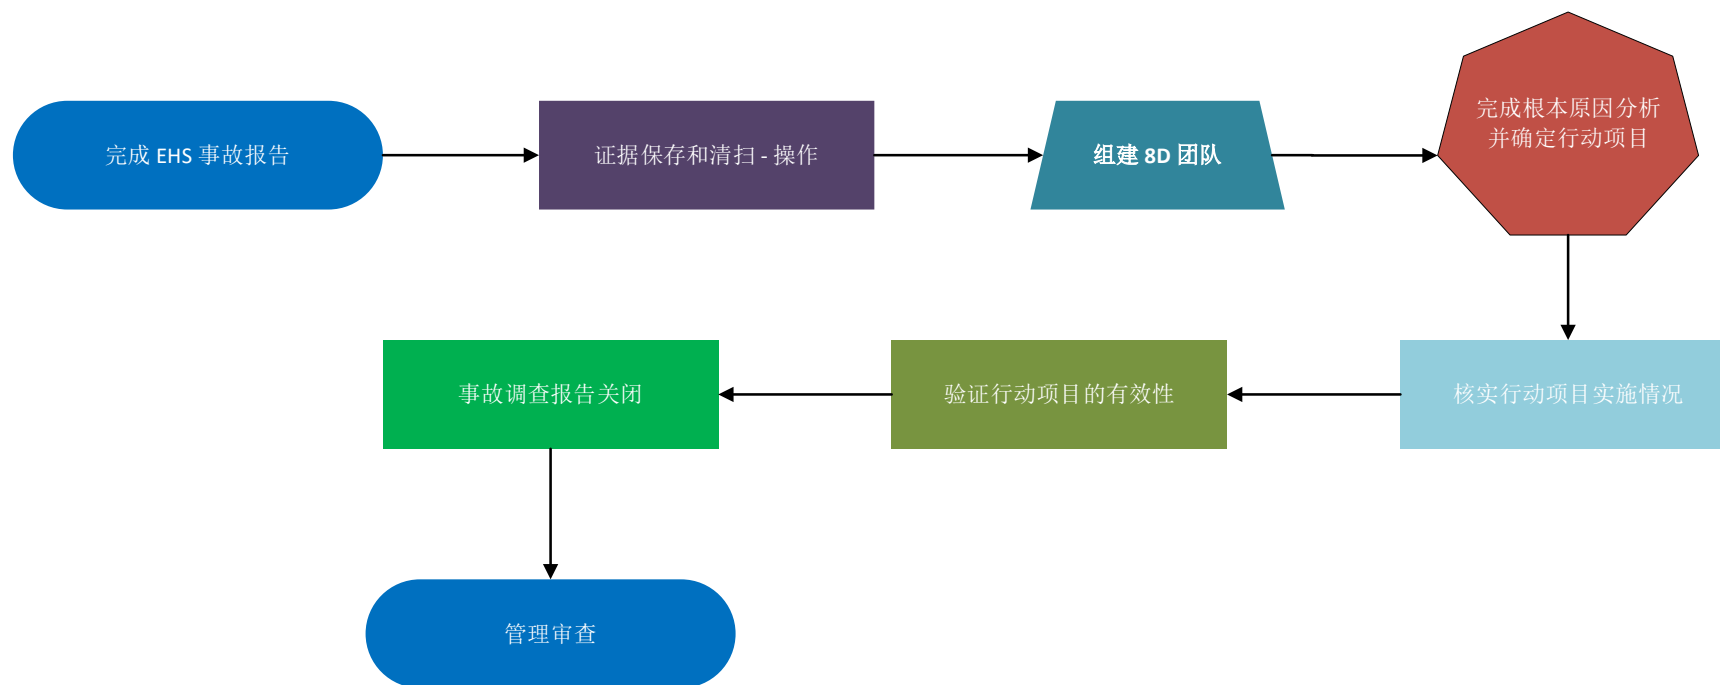 完成 EHS 事故报告
证据保存和清扫 - 操作
组建 8D 团队
完成根本原因分析
并确定行动项目
核实行动项目实施情况
验证行动项目的有效性
事故调查报告关闭
管理审查